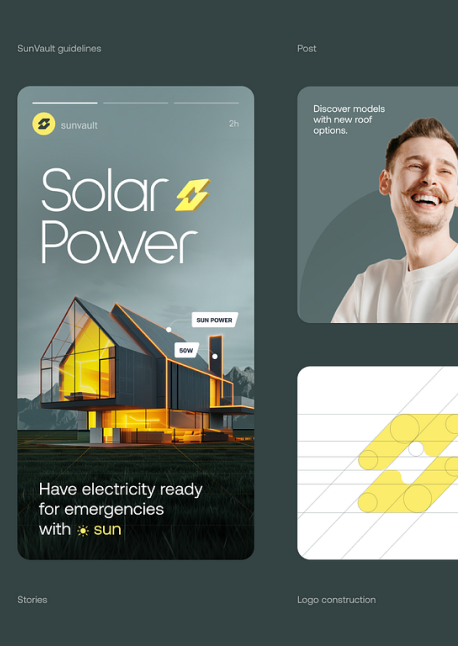 SunVault guidelines
Post
sunvault
2h
Solar
Power
SUN POWER
50W
Have electricity ready
for emergencies
with sun
Discover models
with new roof
options.
Stories
Logo construction